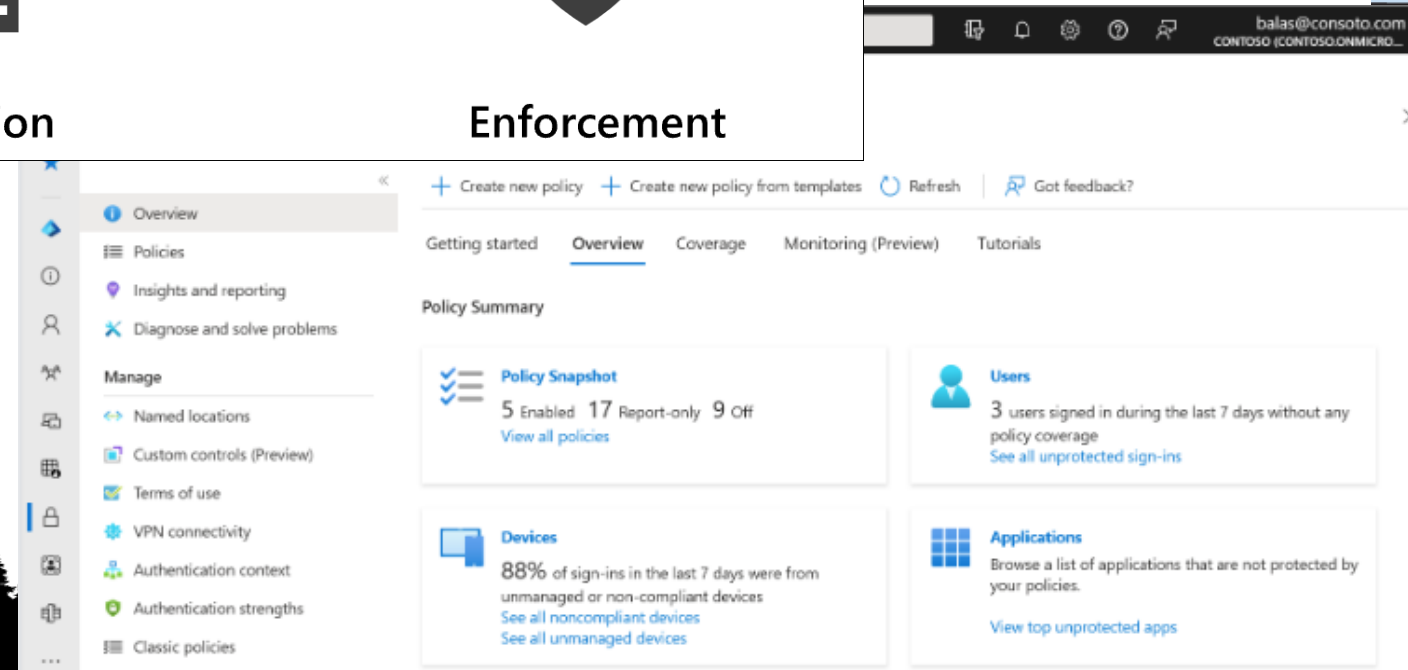 balas@consoto.com
CONTOSO (CONTOSO.ONMICRO...
ion
Enforcement
Create new policy
Create new policy from templates
Refresh
Got feedback?
Overview
Policies
Insights and reporting
Diagnose and solve problems
Manage
Named locations
Custom controls (Preview)
Terms of use
VPN connectivity
Authentication context
Authentication strengths
Classic policies
Getting started
Overview
Coverage
Monitoring (Preview)
Tutorials
Policy Summary
Policy Snapshot
5 Enabled 17 Report-only 9 Off
View all policies
Users
3 users signed in during the last 7 days without any
policy coverage
See all unprotected sign-ins
Devices
88% of sign-ins in the last 7 days were from
unmanaged or non-compliant devices
See all noncompliant devices
See all unmanaged devices
Applications
Browse a list of applications that are not protected by
your policies.
View top unprotected apps